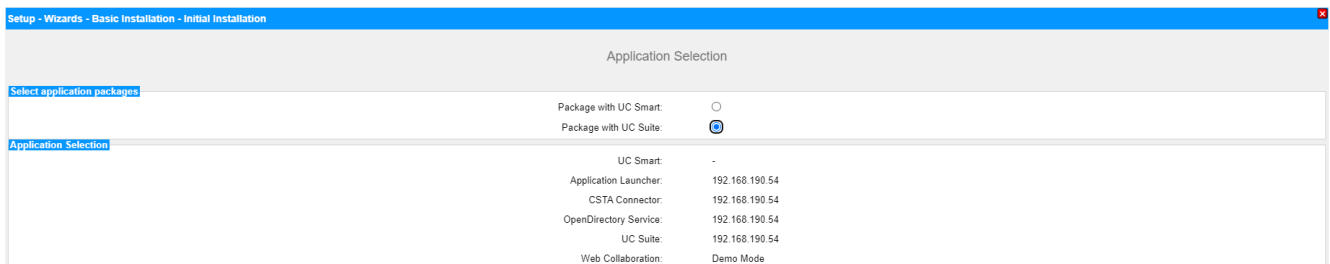 Setup - Wizards - Basic Installation - Initial Installation
Application Selection
Select application packages
Package with UC Smart:
Package with UC Suite:
Application Selection
UC Smart: -
Application Launcher: 192.168.190.54
CSTA Connector: 192.168.190.54
OpenDirectory Service: 192.168.190.54
UC Suite: 192.168.190.54
Web Collaboration: Demo Mode